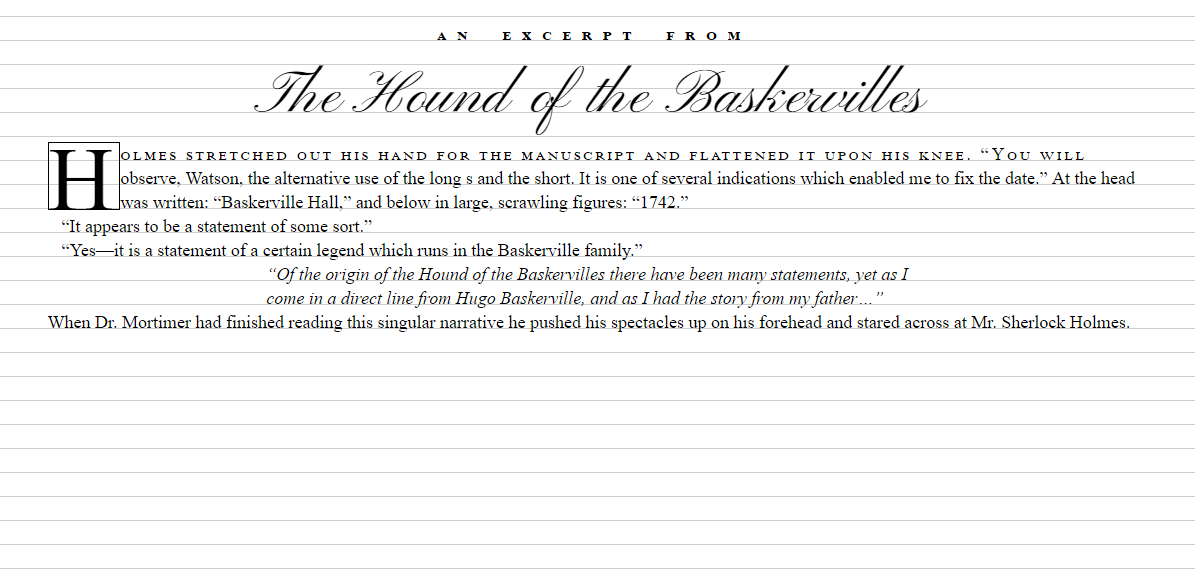 AN EXCERPT FROM
The Hound of the Baskervilles
HOLMES STRETCHED OUT HIS HAND FOR THE MANUSCRIPT AND FLATTENED IT UPON HIS KNEE. “YOU WILL
observe, Watson, the alternative use of the long s and the short. It is one of several indications which enabled me to fix the date.” At the head
was written: “Baskerville Hall,” and below in large, scrawling figures: “1742.”
“It appears to be a statement of some sort.”
“Yes—it is a statement of a certain legend which runs in the Baskerville family.”
“Of the origin of the Hound of the Baskervilles there have been many statements, yet as I
come in a direct line from Hugo Baskerville, and as I had the story from my father…”
When Dr. Mortimer had finished reading this singular narrative he pushed his spectacles up on his forehead and stared across at Mr. Sherlock Holmes.